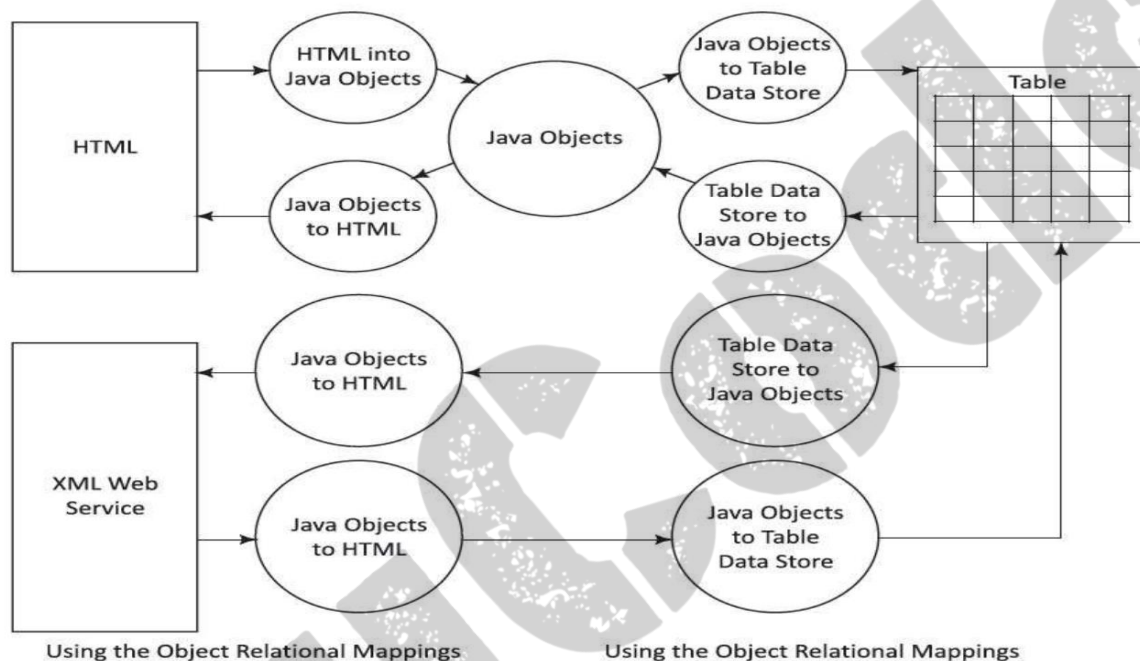 HTML
HTML into
Java Objects
Java Objects
to HTML
Java Objects
Java Objects
to Table
Data Store
Table Data
Store to
Java Objects
Table
XML Web
Service
Java Objects
to HTML
Table Data
Store to
Java Objects
Java Objects
to HTML
Java Objects
to Table
Data Store
Using the Object Relational Mappings
Using the Object Relational Mappings